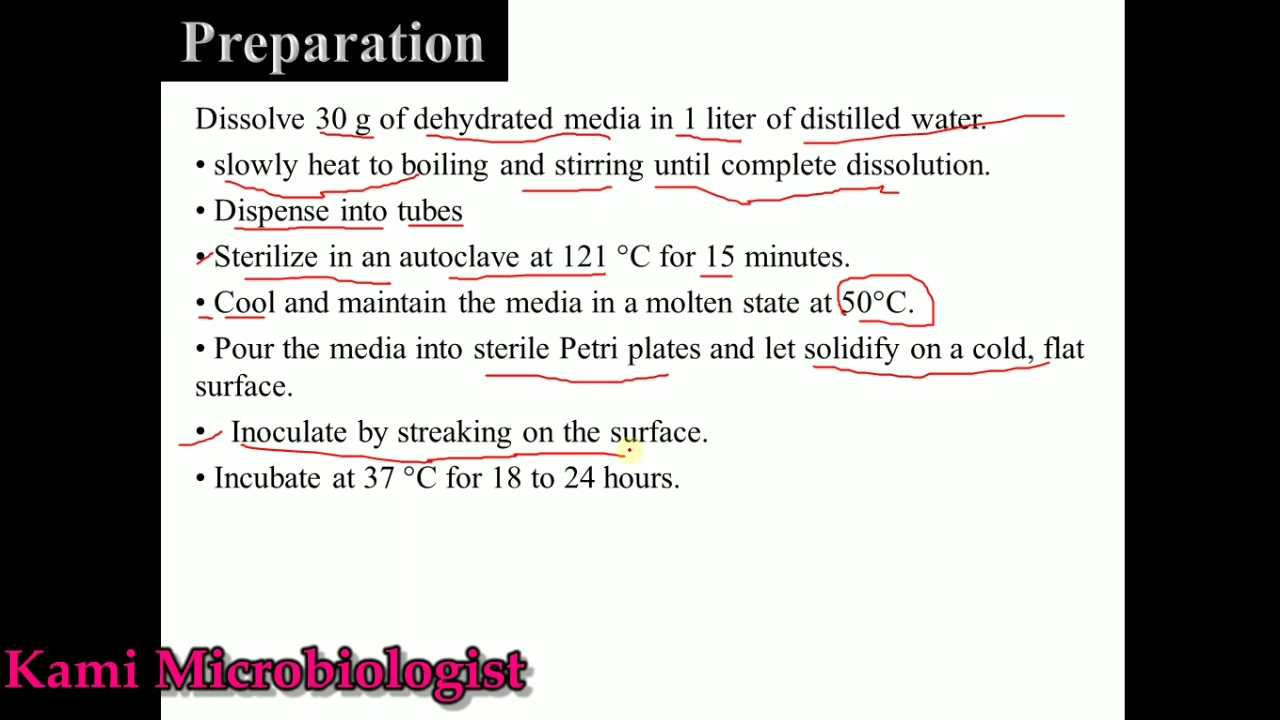 Preparation
Dissolve 30 g of dehydrated media in 1 liter of distilled water.
• slowly heat to boiling and stirring until complete dissolution.
• Dispense into tubes
• Sterilize in an autoclave at 121 °C for 15 minutes.
• Cool and maintain the media in a molten state at 50°C.
• Pour the media into sterile Petri plates and let solidify on a cold, flat
surface.
• Inoculate by streaking on the surface.
• Incubate at 37 °C for 18 to 24 hours.
Kami Microbiologist